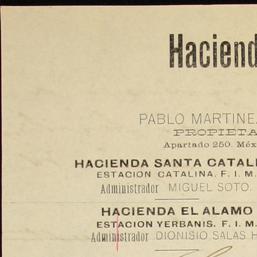 Haciend
PABLO MARTINE
PROPIETA
Apartado 250. Méx
HACIENDA SANTA CATAL
ESTACION CATALINA. F. I. M.
Administrador MIGUEL SOTO.
HACIENDA EL ALAMO
ESTACION YERBANIS. F. I. M.
Administrador DIONISIO SALAS H